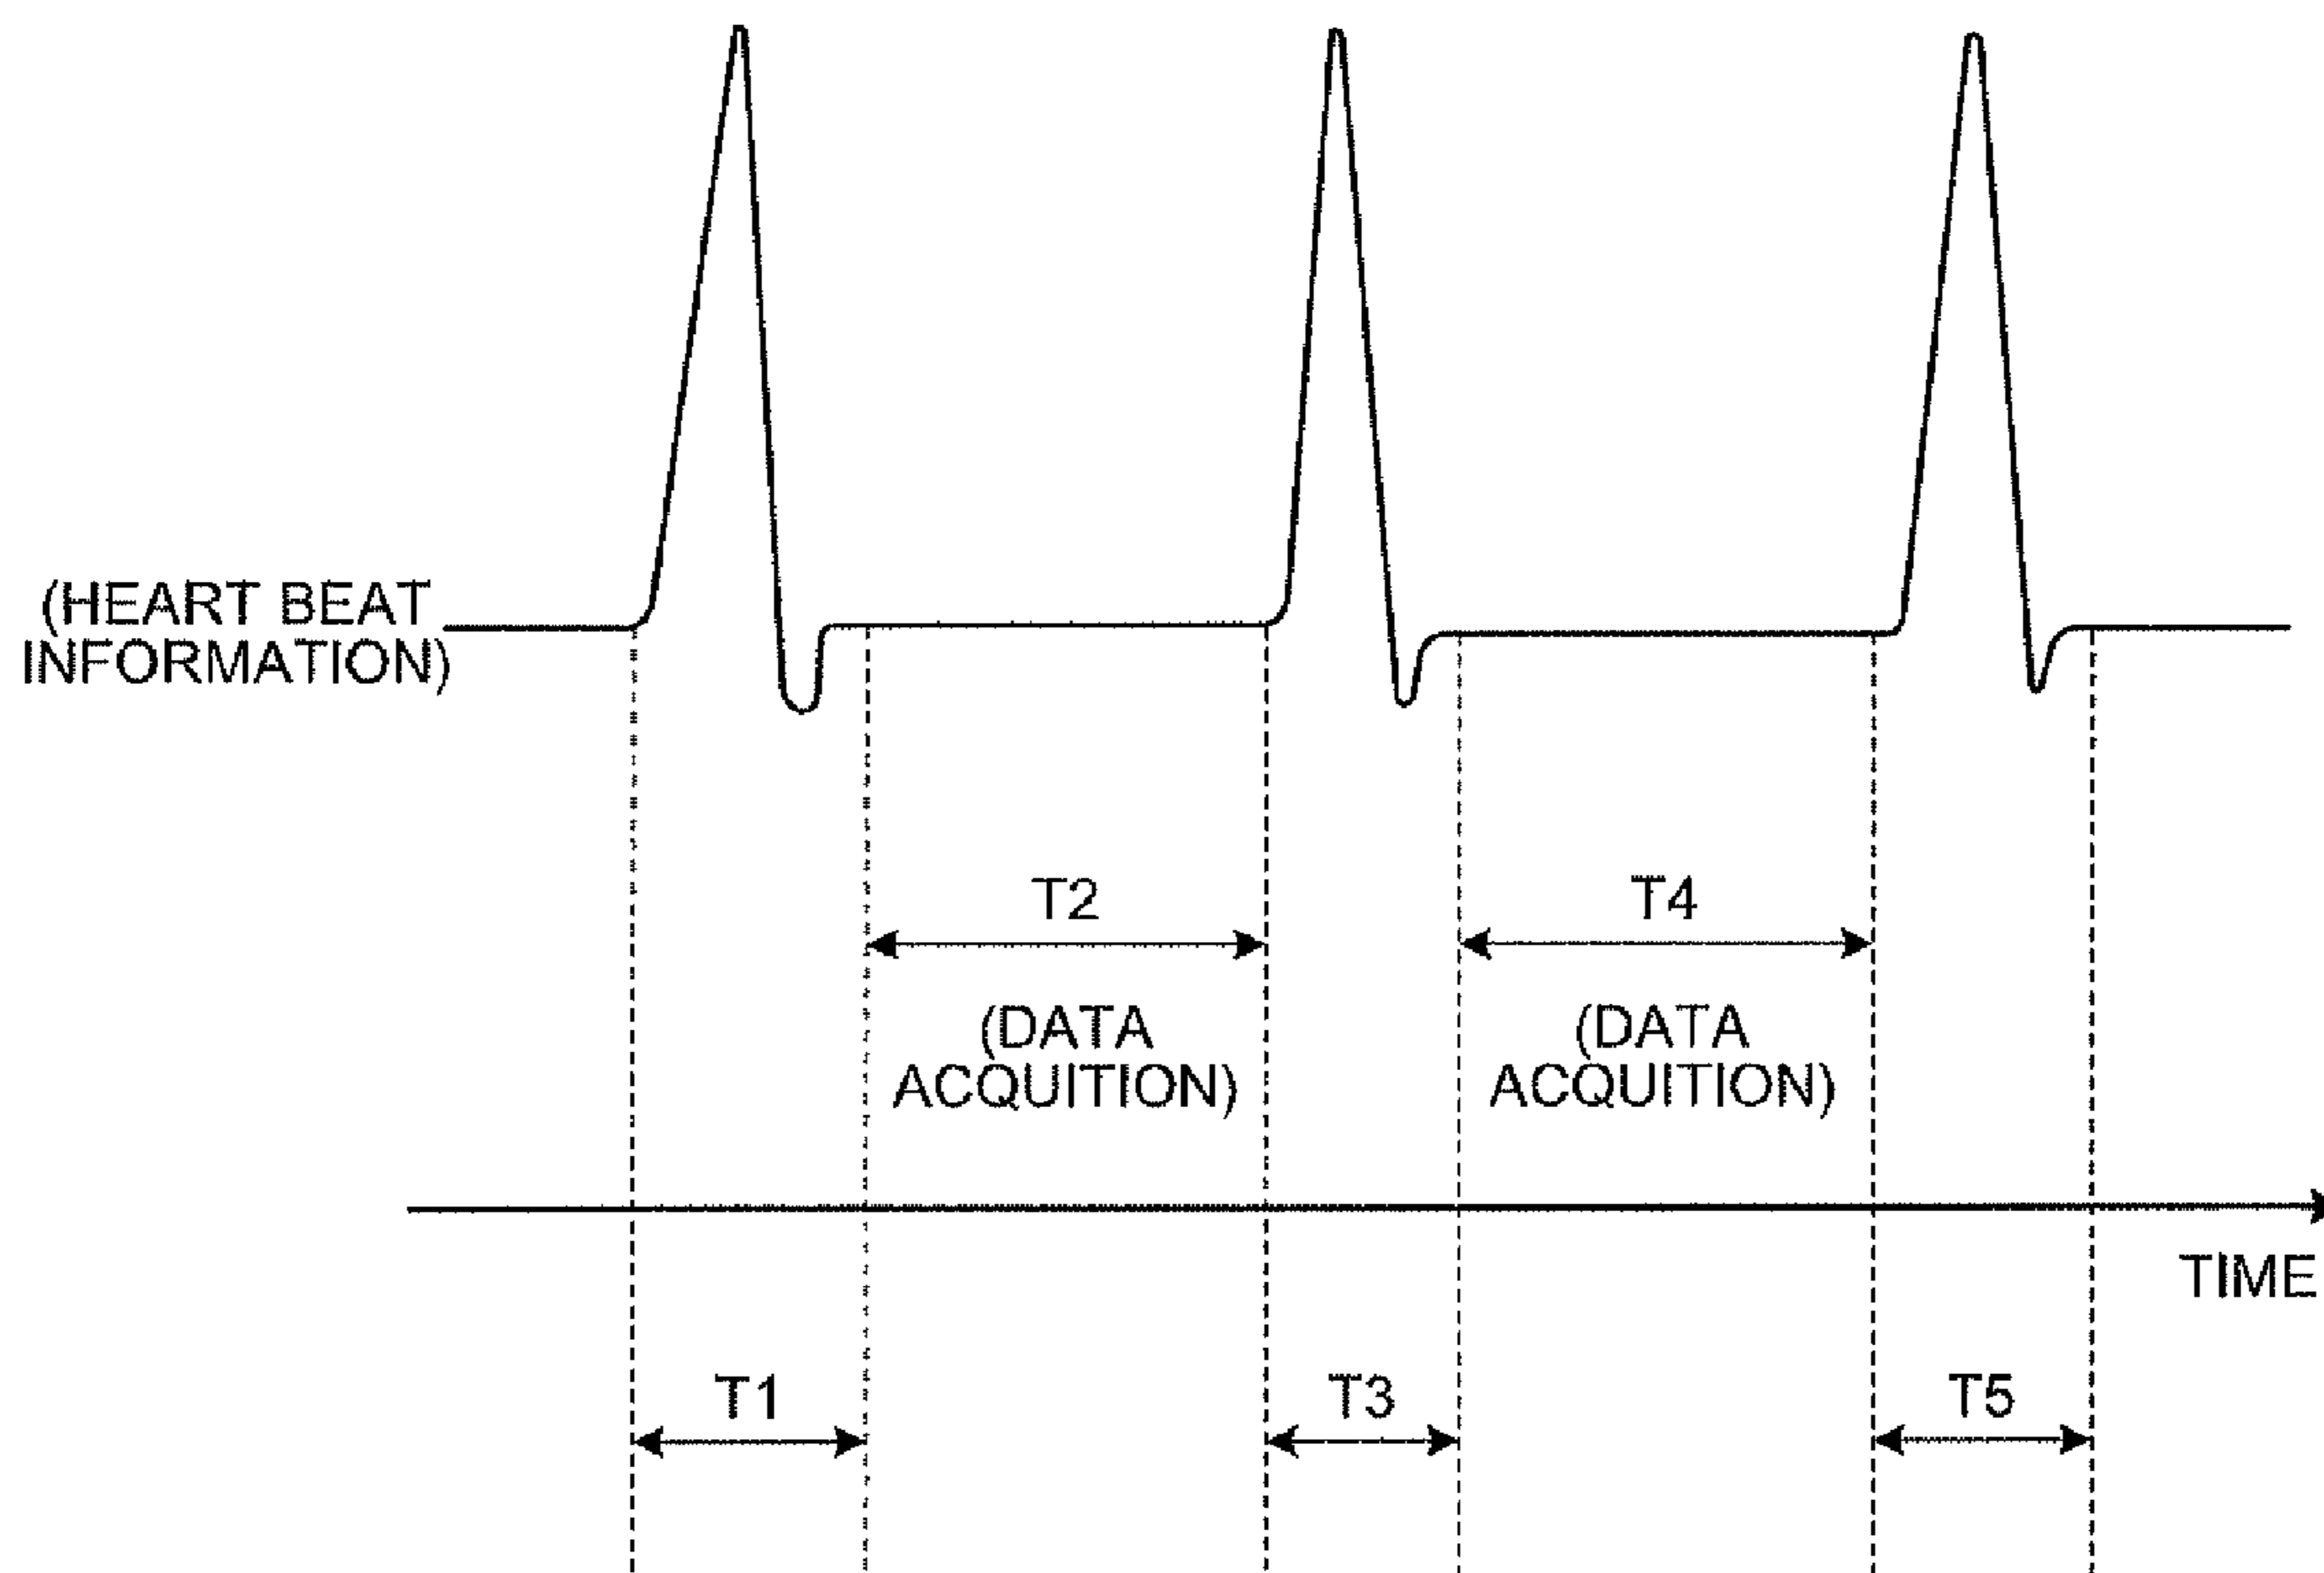 (HEART BEAT
INFORMATION)
T2
T4
(DATA
ACQUITION)
(DATA
ACQUITION)
TIME
T1
T3
T5